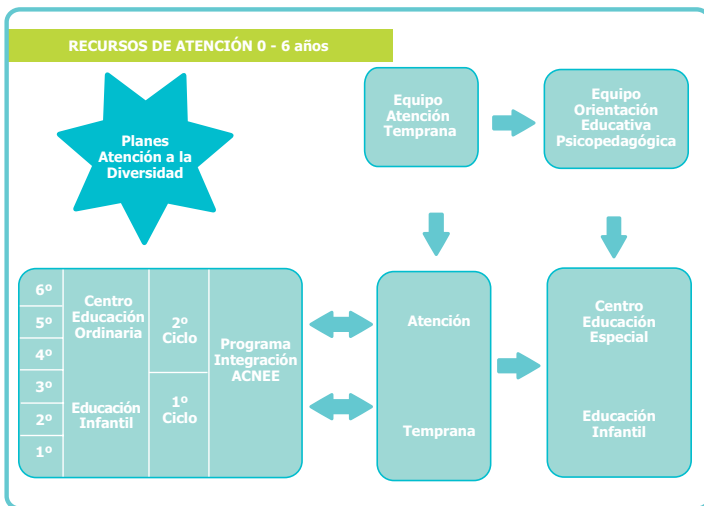 RECURSOS DE ATENCIÓN 0 - 6 años
Planes
Atención a la
Diversidad
Equipo
Atención
Temprana
Equipo
Orientación
Educativa
Psicopedagógica
6º
5º
4º
3º
2º
1º
Centro
Educación
Ordinaria
Educación
Infantil
2º
Ciclo
1º
Ciclo
Programa
Integración
ACNEE
Atención
Temprana
Centro
Educación
Especial
Educación
Infantil